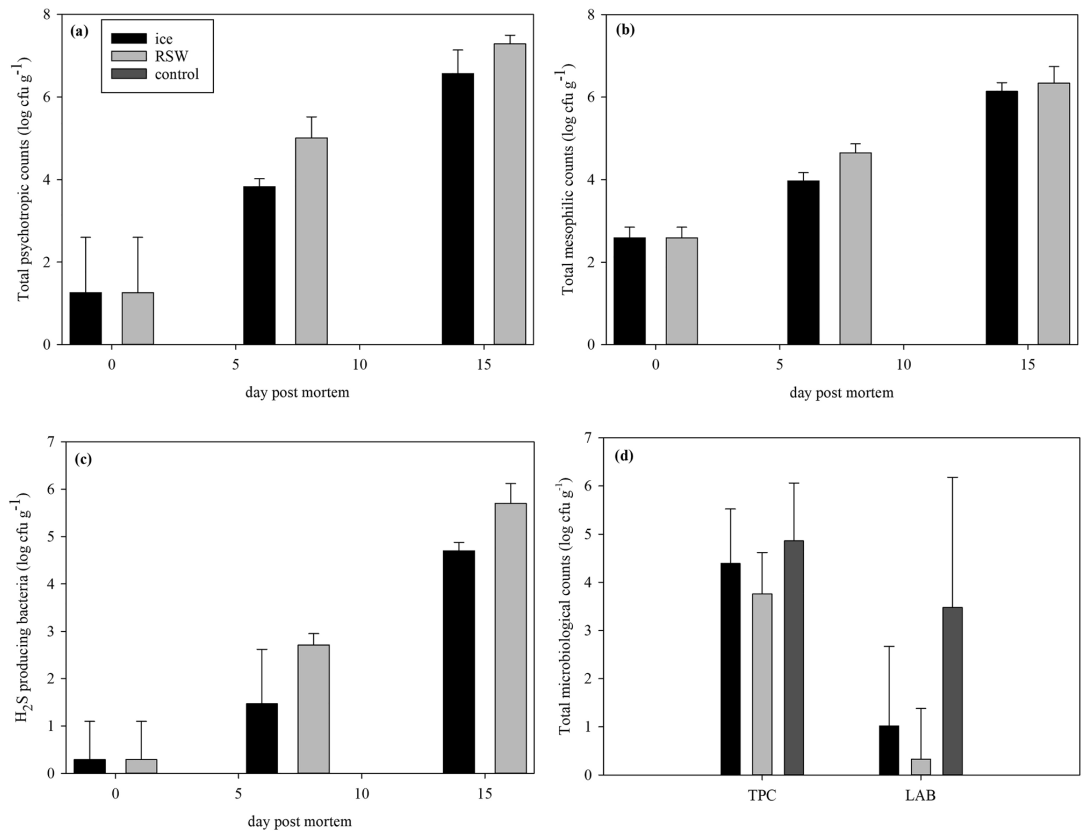 (a)
ice
RSW
control
Total psychotropic counts (log cfu g-1)
8
6
4
2
0
0 5 10 15
day post mortem
(b)
Total mesophilic counts (log cfu g-1)
8
6
4
2
0
0 5 10 15
day post mortem
(c)
H2S producing bacteria (log cfu g-1)
7
6
5
4
3
2
1
0
0 5 10 15
day post mortem
(d)
Total microbiological counts (log cfu g-1)
7
6
5
4
3
2
1
0
TPC LAB